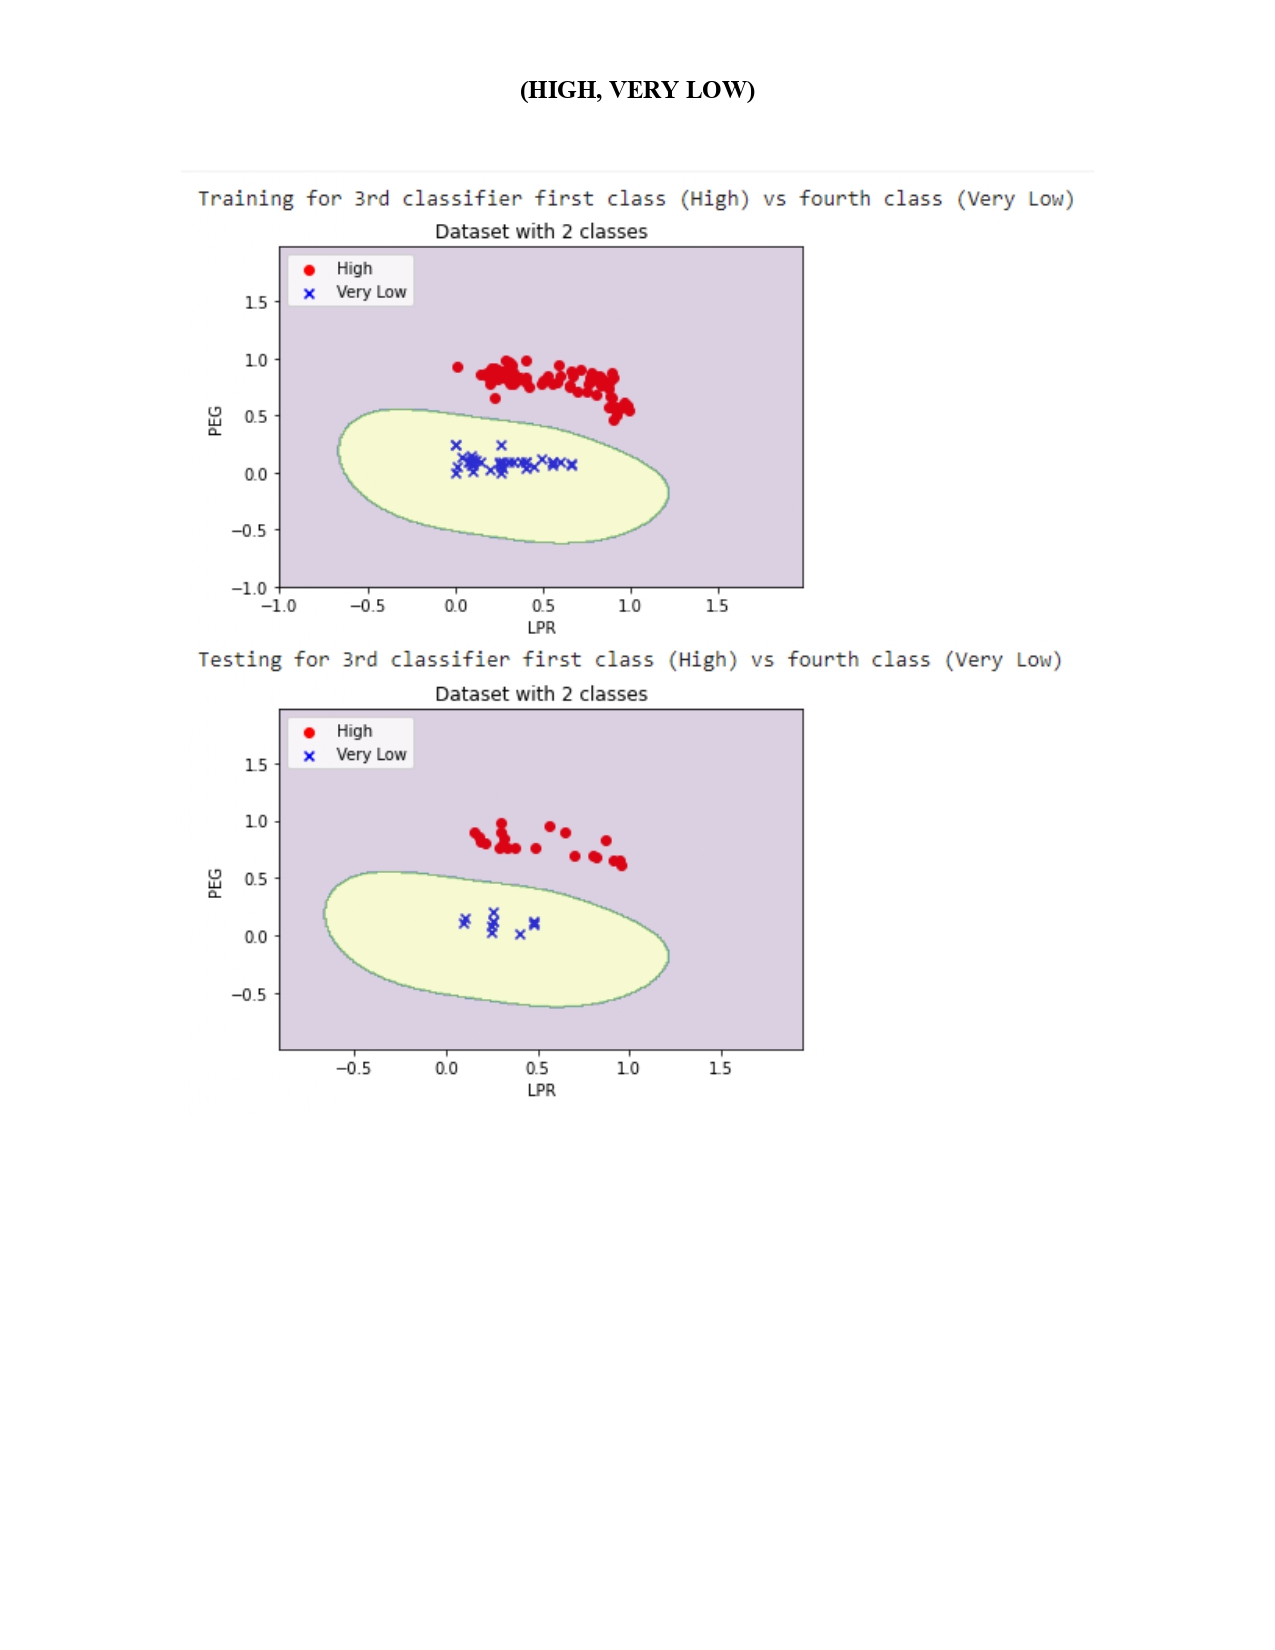 (HIGH, VERY LOW)
Training for 3rd classifier first class (High) vs fourth class (Very Low)
Dataset with 2 classes
High
Very Low
1.5
1.0
0.5
0.0
−0.5
−1.0
PEG
−1.0 −0.5 0.0 0.5 1.0 1.5
LPR
Testing for 3rd classifier first class (High) vs fourth class (Very Low)
Dataset with 2 classes
High
Very Low
1.5
1.0
0.5
0.0
−0.5
PEG
−0.5 0.0 0.5 1.0 1.5
LPR